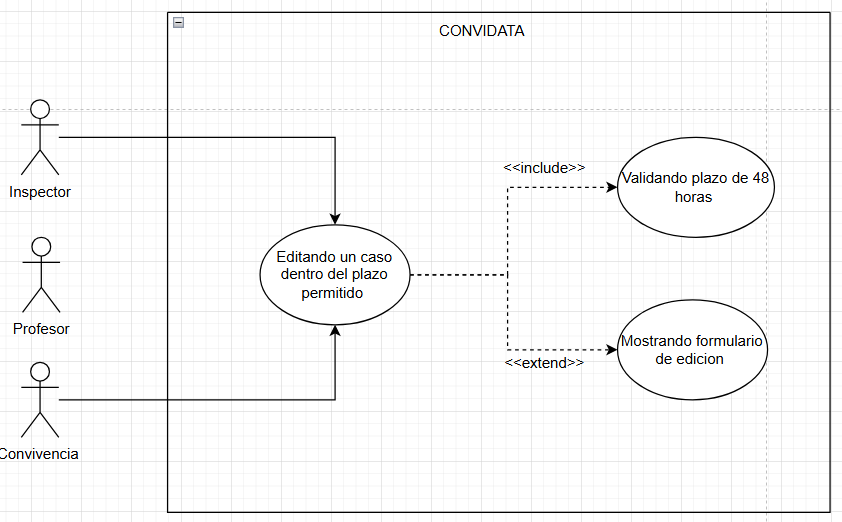 CONVIDATA
Inspector
Profesor
Convivencia
Editando un caso
dentro del plazo
permitido
<<include>>
<<extend>>
Validando plazo de 48
horas
Mostrando formulario
de edicion